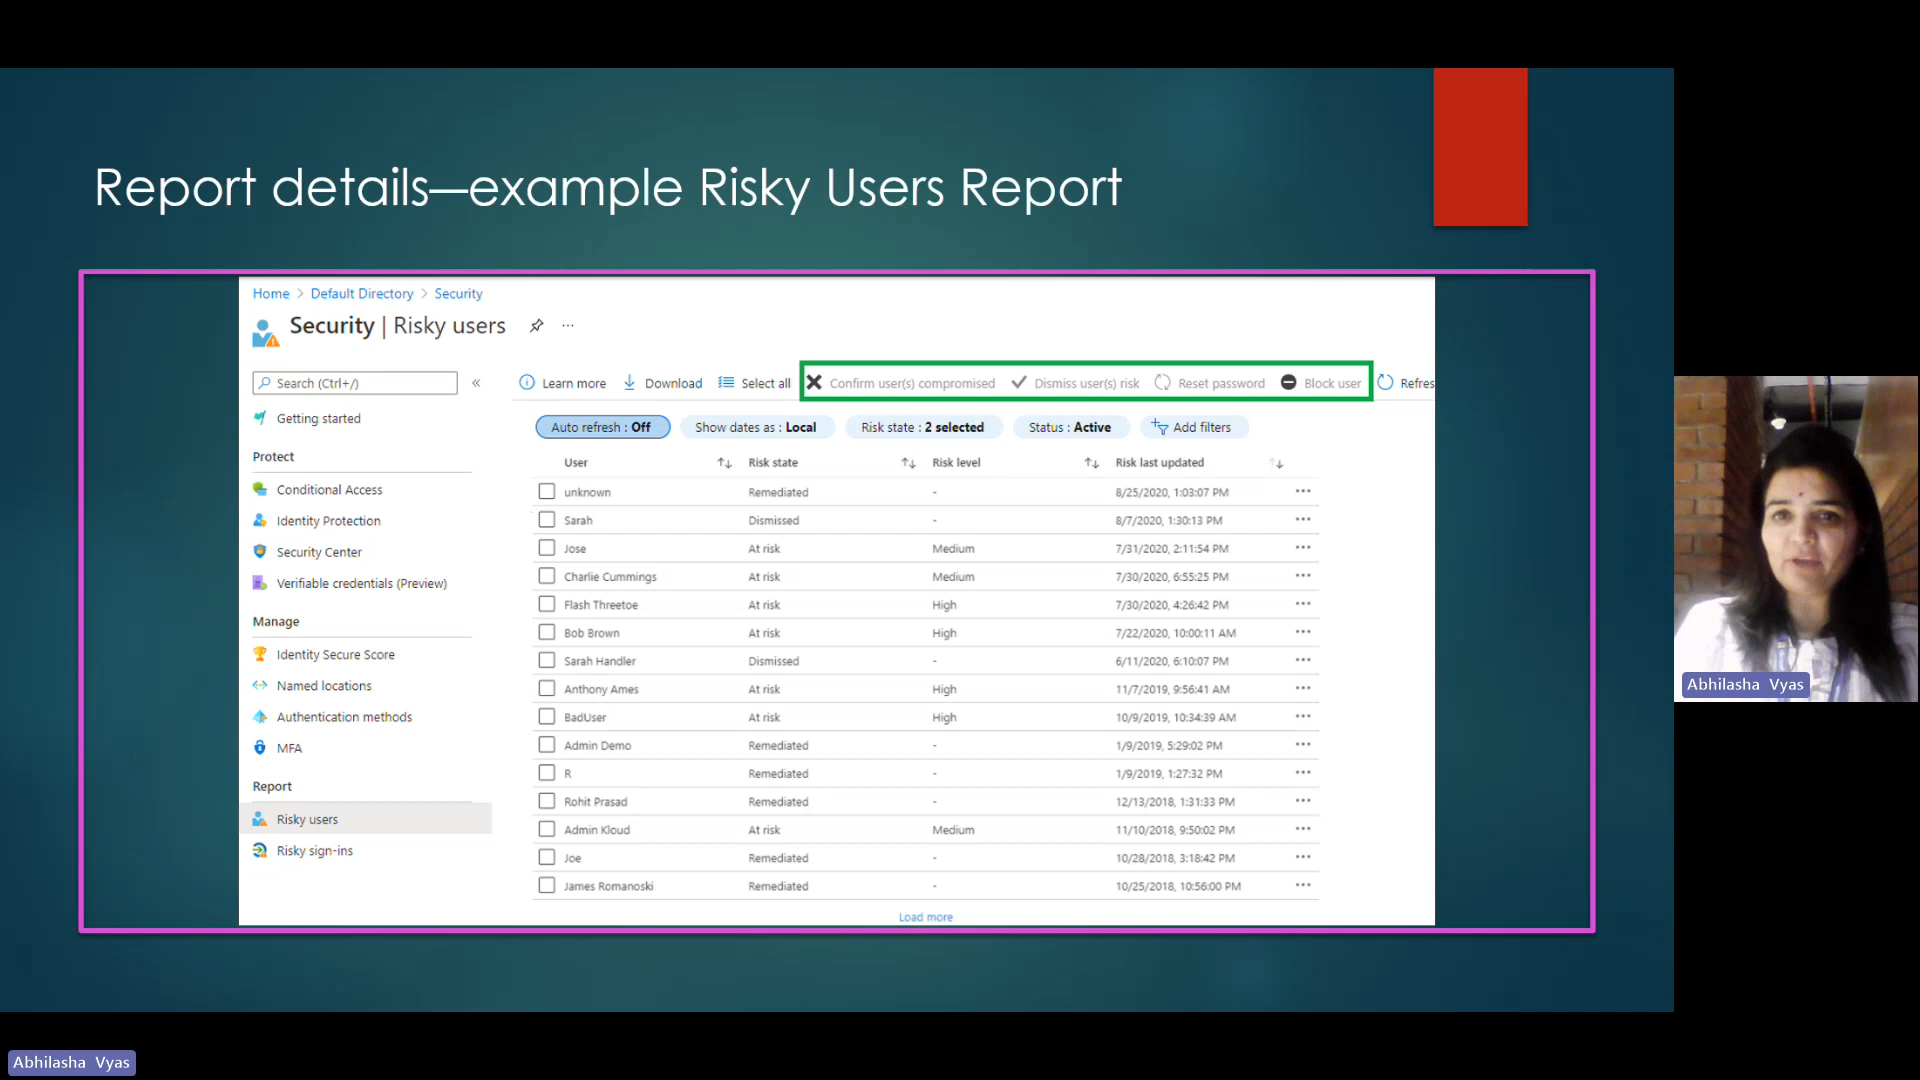 Report details—example Risky Users Report
Home > Default Directory > Security
Security | Risky users ...
Search (Ctrl+/) «
Learn more Download Select all Confirm user(s) compromised Dismiss user(s) risk Reset password Block user Refres
Getting started
Protect
Conditional Access
Identity Protection
Security Center
Verifiable credentials (Preview)
Manage
Identity Secure Score
Named locations
Authentication methods
MFA
Report
Risky users
Risky sign-ins
Auto refresh : Off Show dates as : Local Risk state : 2 selected Status : Active Add filters
User Risk state Risk level Risk last updated
unknown Remediated - 8/25/2020, 1:03:07 PM ...
Sarah Dismissed - 8/7/2020, 1:30:13 PM ...
Jose At risk Medium 7/31/2020, 2:11:54 PM ...
Charlie Cummings At risk Medium 7/30/2020, 6:55:25 PM ...
Flash Threetoe At risk High 7/30/2020, 4:26:42 PM ...
Bob Brown At risk High 7/22/2020, 10:00:11 AM ...
Sarah Handler Dismissed - 6/11/2020, 6:10:07 PM ...
Anthony Ames At risk High 11/7/2019, 9:56:41 AM ...
BadUser At risk High 10/9/2019, 10:34:39 AM ...
Admin Demo Remediated - 1/9/2019, 5:29:02 PM ...
R Remediated - 1/9/2019, 1:27:32 PM ...
Rohit Prasad Remediated - 12/13/2018, 1:31:33 PM ...
Admin Kloud At risk Medium 11/10/2018, 9:50:02 PM ...
Joe Remediated - 10/28/2018, 3:18:42 PM ...
James Romanoski Remediated - 10/25/2018, 10:56:00 PM ...
Load more
Abhilasha Vyas
Abhilasha Vyas